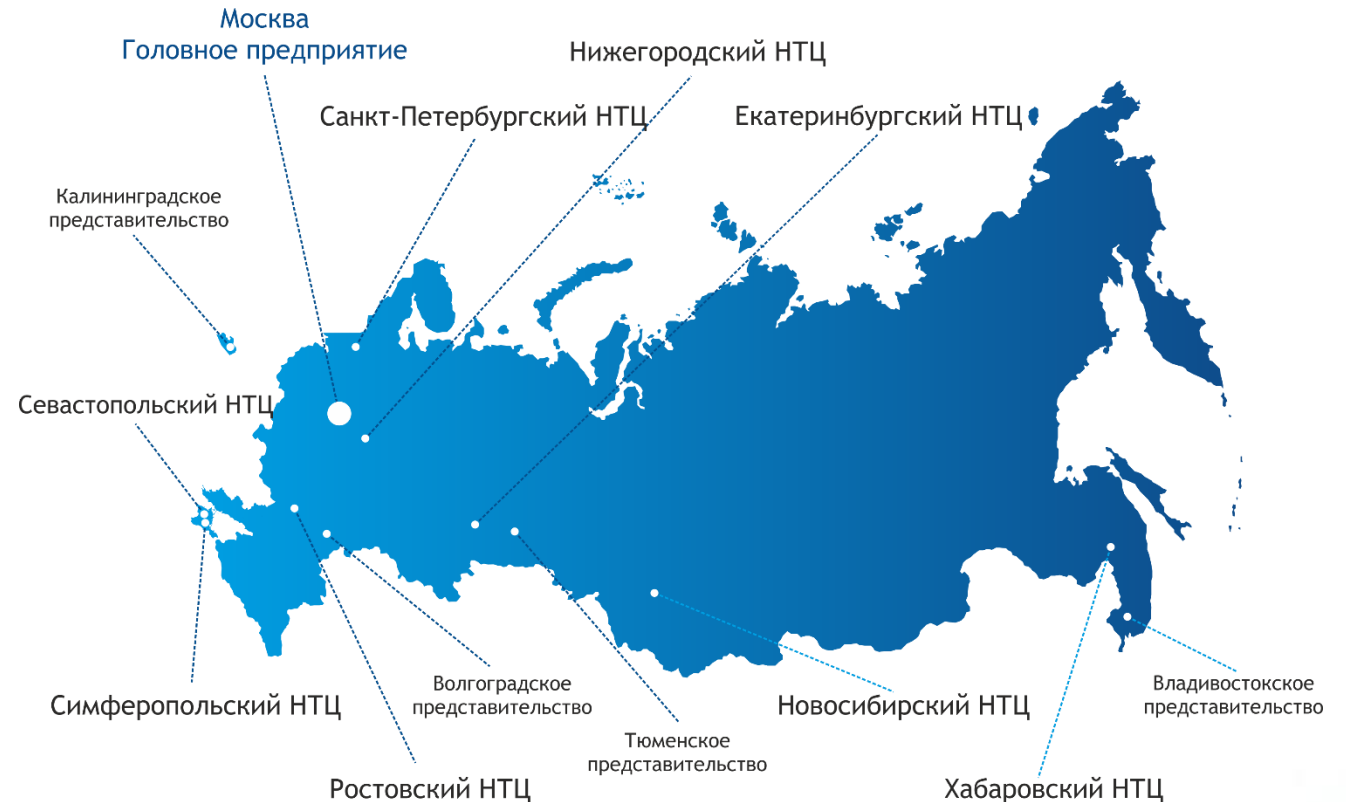 Москва
Головное предприятие
Нижегородский НТЦ
Санкт-Петербургский НТЦ
Екатеринбургский НТЦ
Калининградское
представительство
Севастопольский НТЦ
Симферопольский НТЦ
Волгоградское
представительство
Новосибирский НТЦ
Владивостокское
представительство
Тюменское
представительство
Ростовский НТЦ
Хабаровский НТЦ